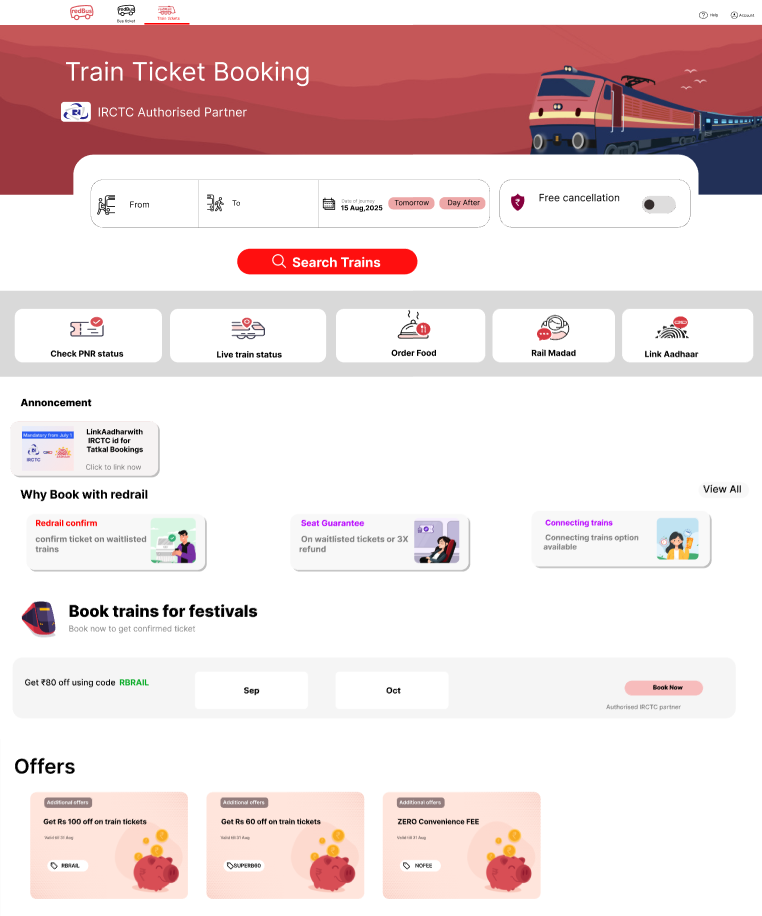 redBus
redBus
Bus ticket
redBus
Train tickets
Help
Account
Train Ticket Booking
IRCTC Authorised Partner
From
To
Date of journey
15 Aug,2025
Tomorrow
Day After
Free cancellation
Search Trains
Check PNR status
Live train status
Order Food
Rail Madad
Link Aadhaar
Annoncement
Mandatory from July 1
IRCTC
LinkAadharwith
IRCTC id for
Tatkal Bookings
Click to link now
Why Book with redrail
View All
Redrail confirm
confirm ticket on waitlisted
trains
Seat Guarantee
On waitlisted tickets or 3X
refund
Connecting trains
Connecting trains option
available
Book trains for festivals
Book now to get confirmed ticket
Get ₹80 off using code RBRAIL
Sep
Oct
Book Now
Authorised IRCTC partner
Offers
Additional offers
Get Rs 100 off on train tickets
Valid till 31 Aug
RBRAIL
Additional offers
Get Rs 60 off on train tickets
Valid till 31 Aug
SUPERB60
Additional offers
ZERO Convenience FEE
Valid till 31 Aug
NOFEE